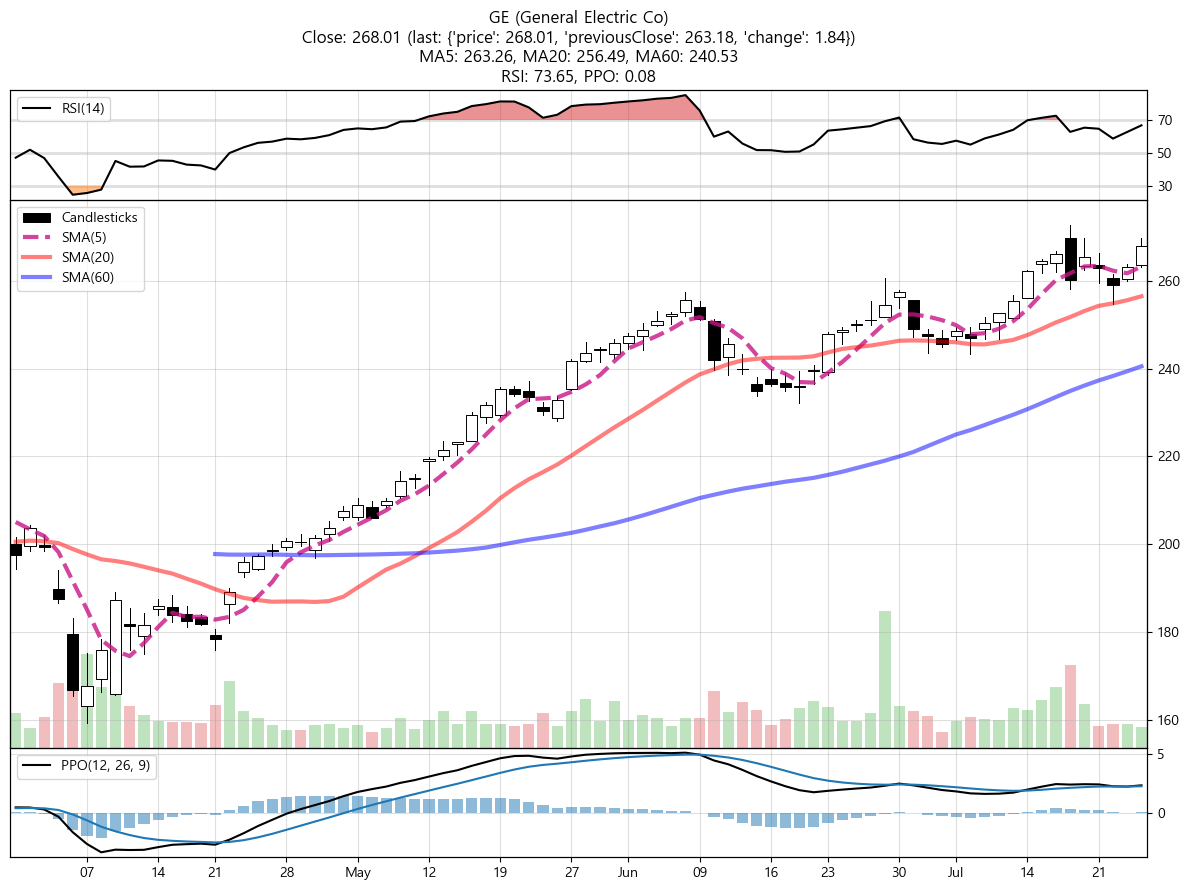 GE (General Electric Co)
Close: 268.01 (last: {'price': 268.01, 'previousClose': 263.18, 'change': 1.84})
MA5: 263.26, MA20: 256.49, MA60: 240.53
RSI: 73.65, PPO: 0.08
RSI(14)
70
50
30
Candlesticks
SMA(5)
SMA(20)
SMA(60)
260
240
220
200
180
160
PPO(12, 26, 9)
5
0
07 14 21 28 May 12 19 27 Jun 09 16 23 30 Jul 14 21